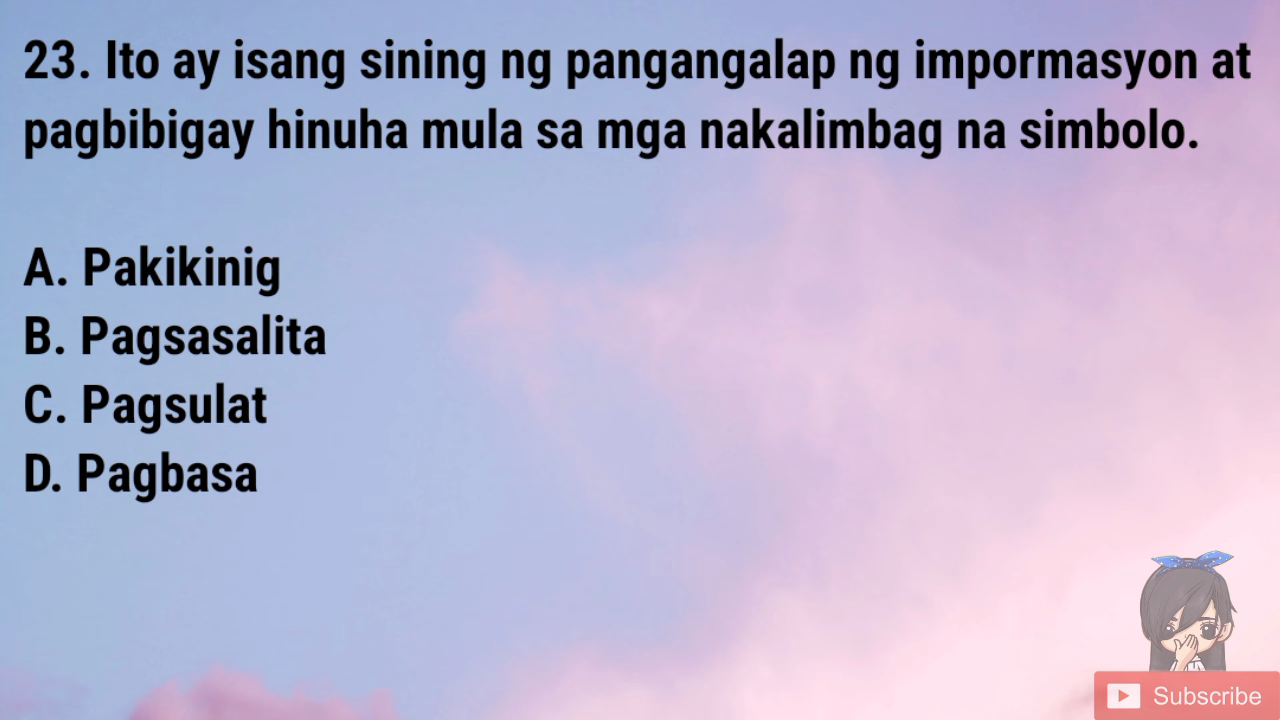 23. Ito ay isang sining ng pangangalap ng impormasyon at
pagbibigay hinuha mula sa mga nakalimbag na simbolo.
A. Pakikinig
B. Pagsasalita
C. Pagsulat
D. Pagbasa
Subscribe